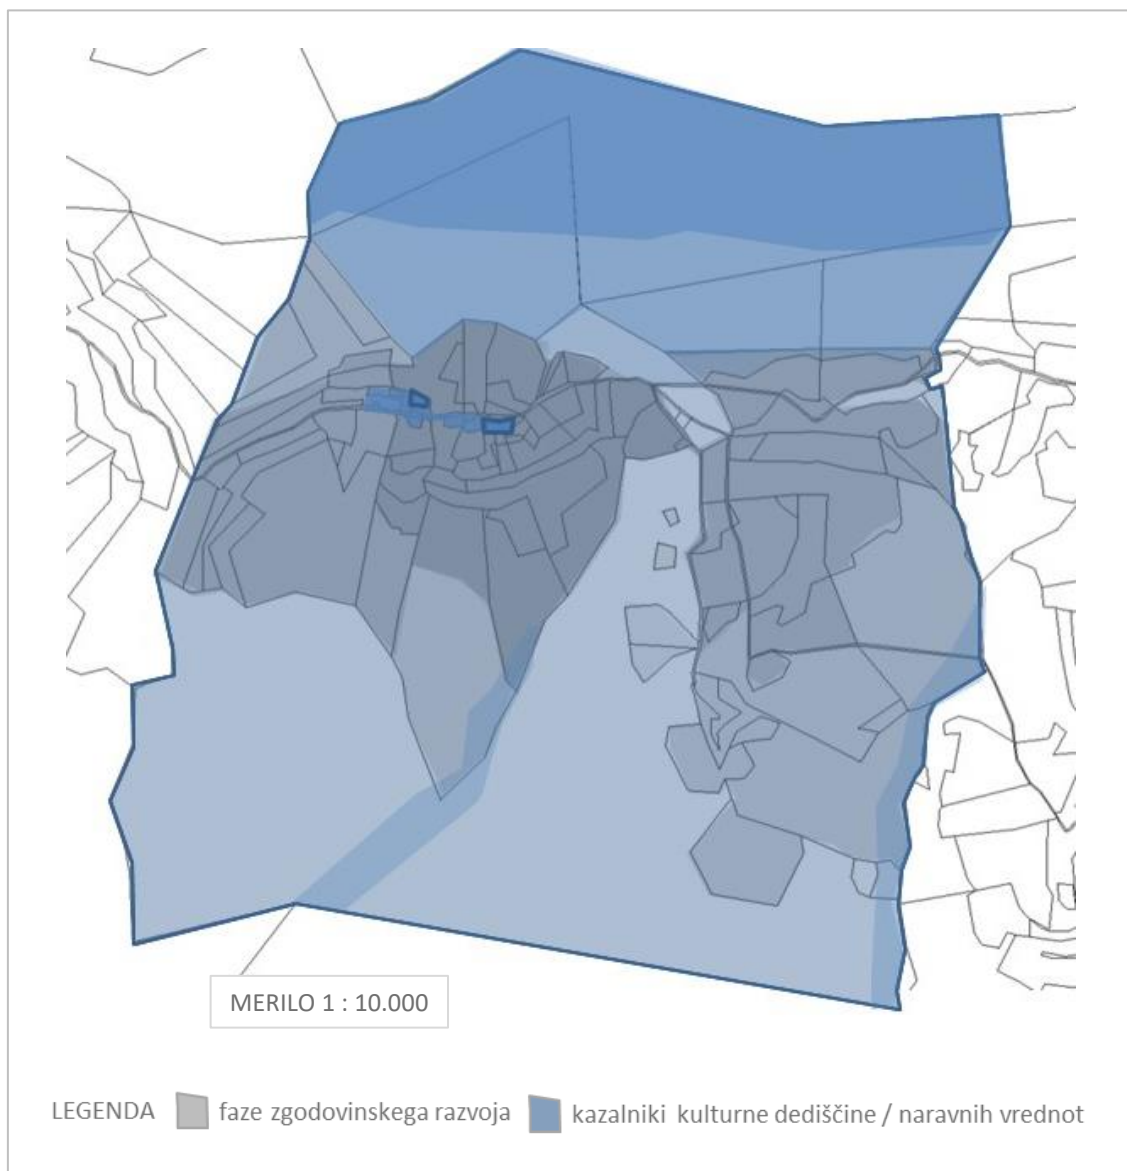 MERILO 1 : 10.000
LEGENDA faze zgodovinskega razvoja kazalniki kulturne dediščine / naravnih vrednot